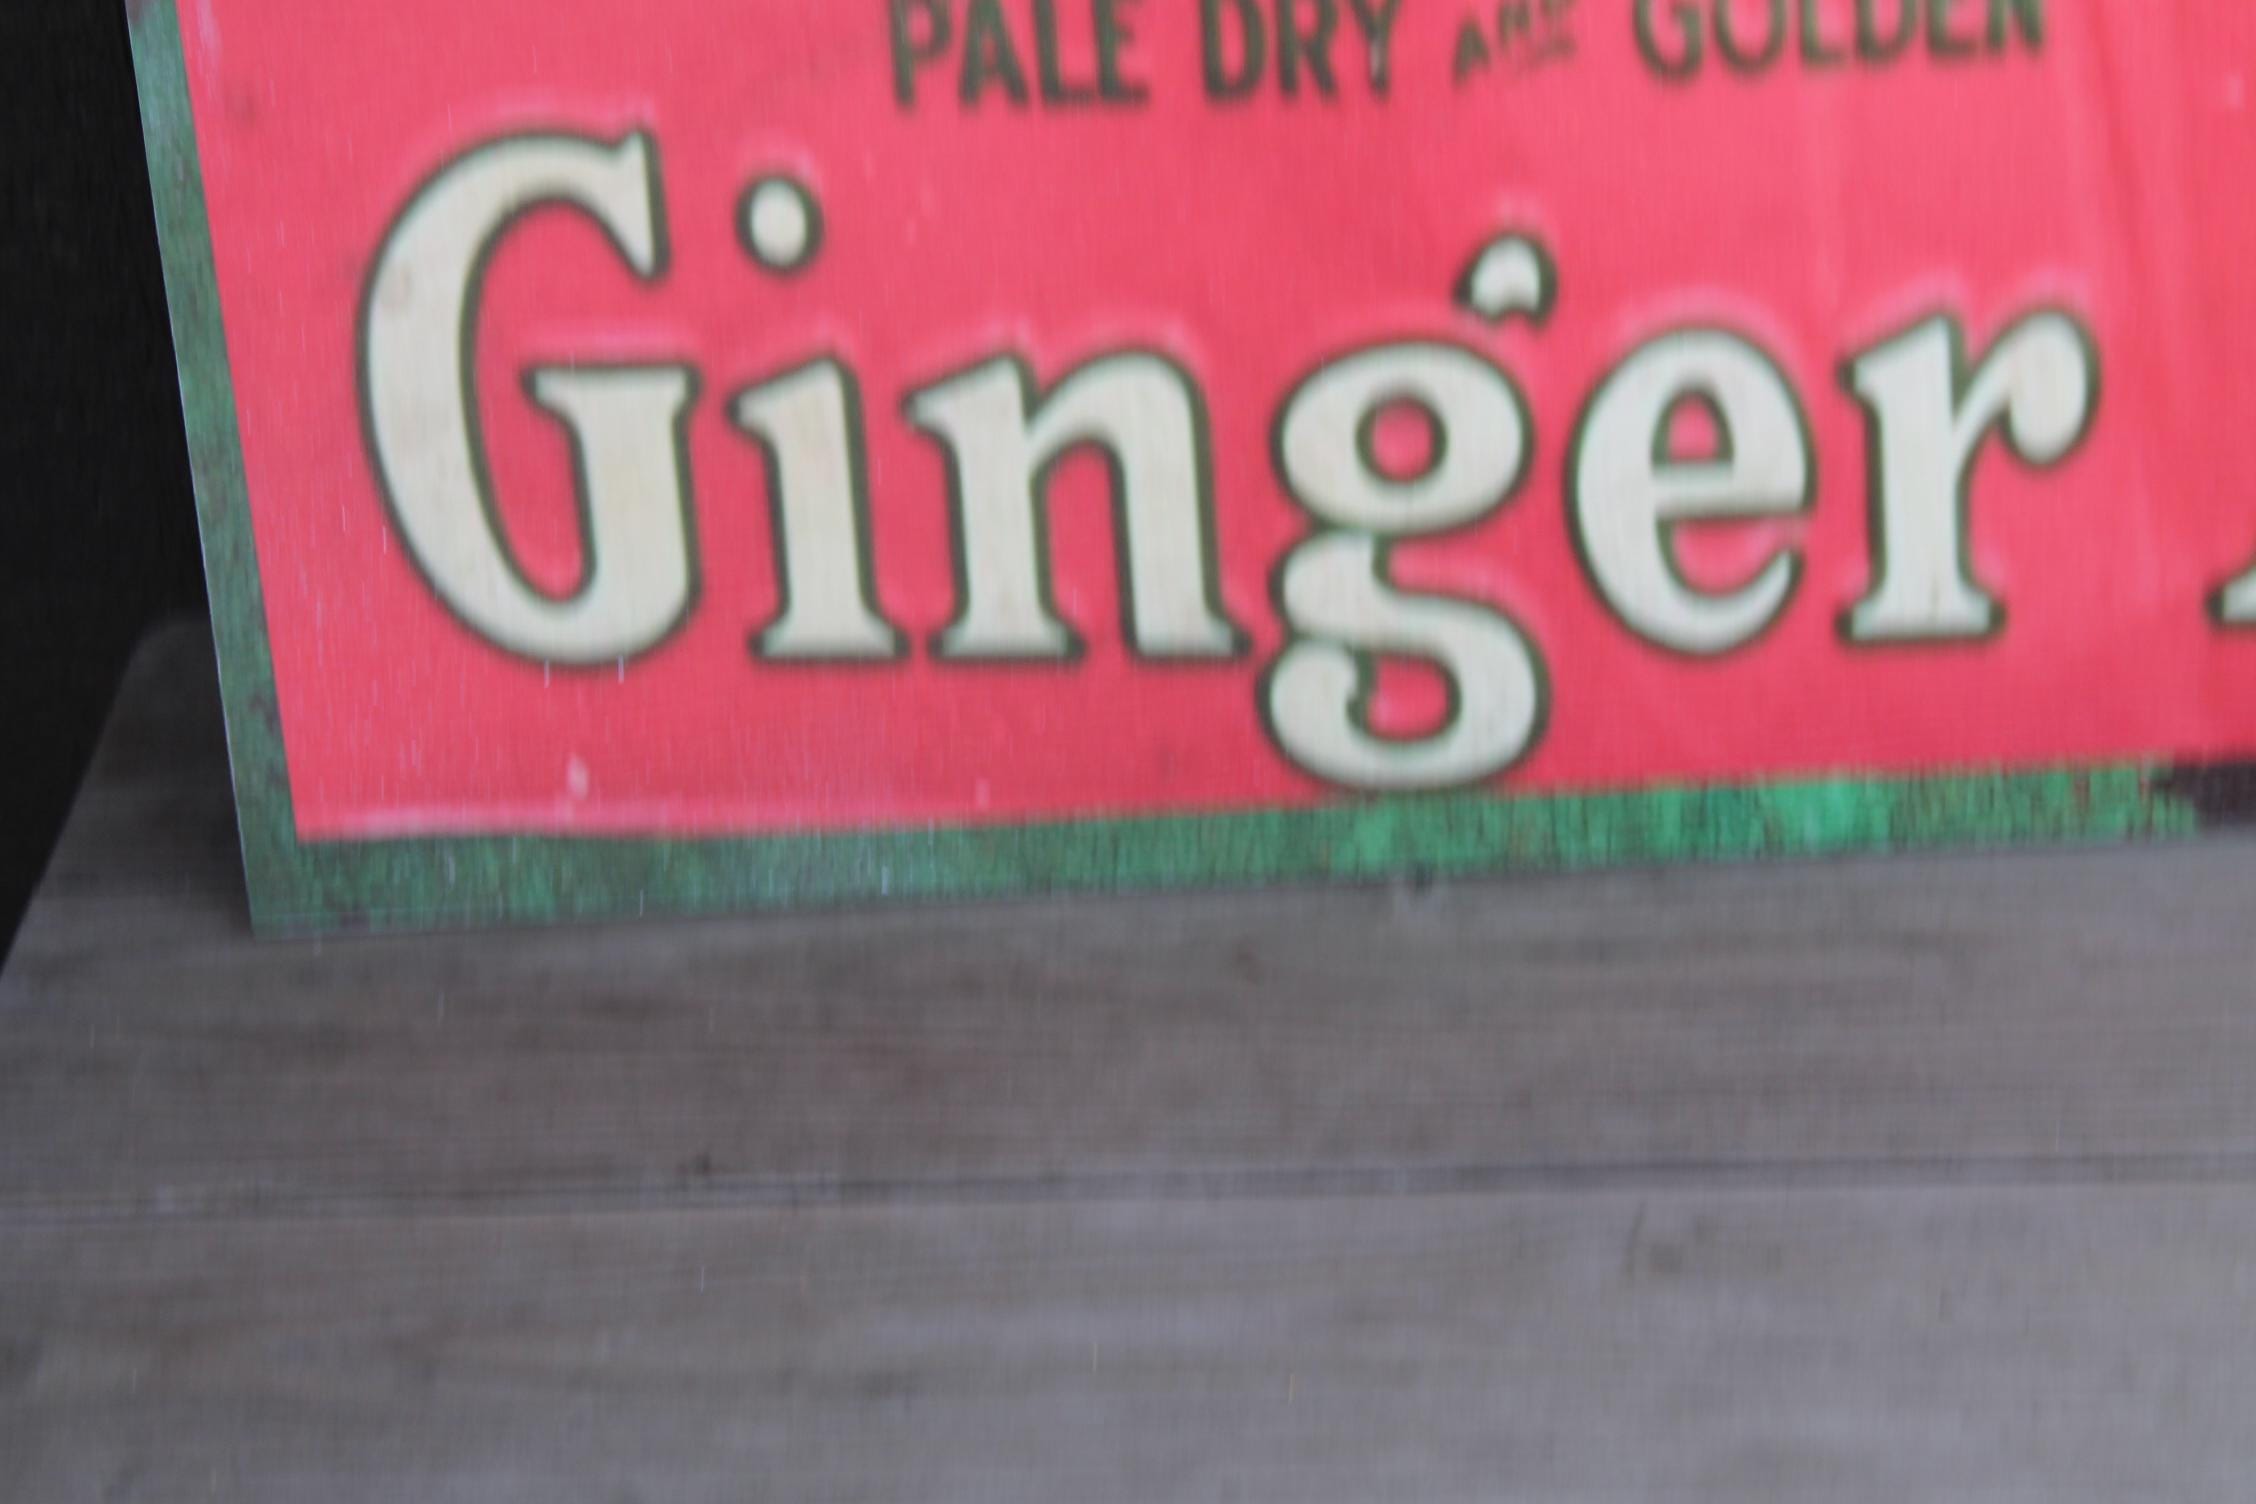 PALE DRY AND GOLDEN
Ginger